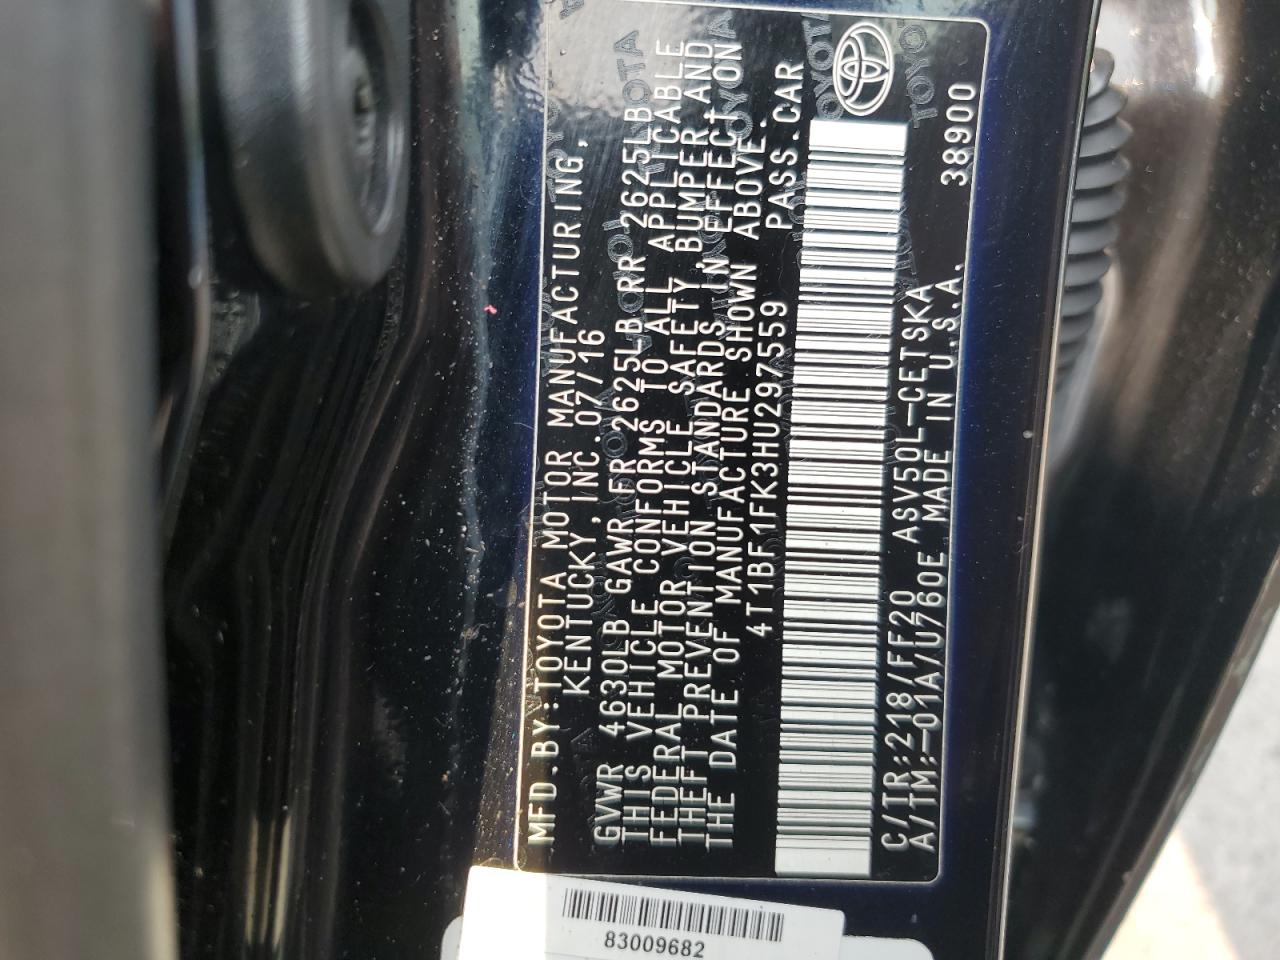 MFD.BY:TOYOTA MOTOR MANUFACTURING,
KENTUCKY,INC.07/16
GVWR 4630LB GAWR FR 2625LB RR 2625LB
THIS VEHICLE CONFORMS TO ALL APPLICABLE
FEDERAL MOTOR VEHICLE SAFETY,BUMPER,AND
THEFT PREVENTION STANDARDS IN EFFECT ON
THE DATE OF MANUFACTURE SHOWN ABOVE.
4T1BF1FK3HU297559 PASS.CAR
C/TR:218/FF20 ASV50L-CETSKA
A/TM:-01A/U760E MADE IN U.S.A. 38900
83009682